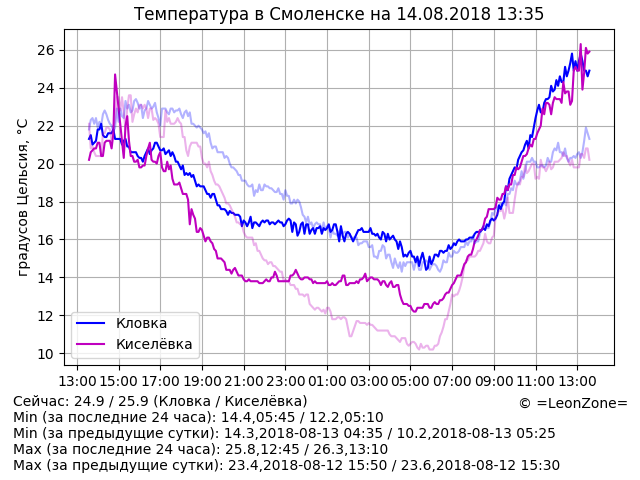 Температура в Смоленске на 14.08.2018 13:35
градусов Цельсия, °C
26
24
22
20
18
16
14
12
10
Кловка
Киселёвка
13:00 15:00 17:00 19:00 21:00 23:00 01:00 03:00 05:00 07:00 09:00 11:00 13:00
Сейчас: 24.9 / 25.9 (Кловка / Киселёвка)
© =LeonZone=
Min (за последние 24 часа): 14.4,05:45 / 12.2,05:10
Min (за предыдущие сутки): 14.3,2018-08-13 04:35 / 10.2,2018-08-13 05:25
Max (за последние 24 часа): 25.8,12:45 / 26.3,13:10
Max (за предыдущие сутки): 23.4,2018-08-12 15:50 / 23.6,2018-08-12 15:30